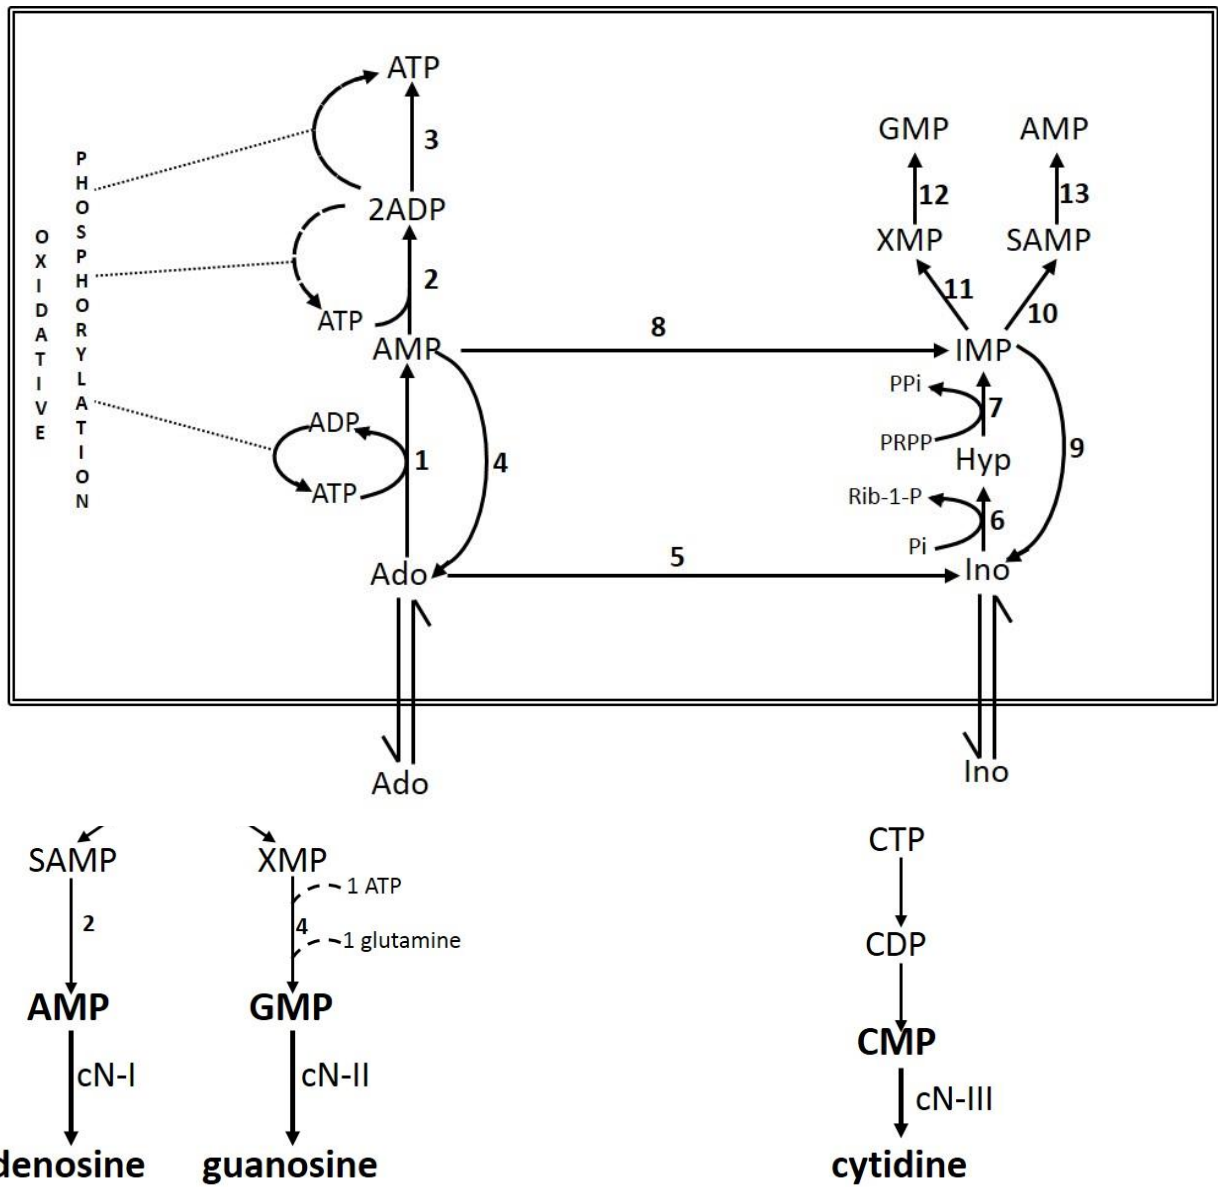 ATP
3
GMP AMP
12 13
2ADP
XMP SAMP
OXIDATIVE
PHOSPHORYLATION
2
11
10
ATP
8
AMP
IMP
PPi
7
PRPP
ADP
1
4
Hyp
9
ATP
Rib-1-P
6
Pi
5
Ado
Ino
Ado
Ino
SAMP
XMP
1 ATP
2
4
1 glutamine
AMP
GMP
cN-I
cN-II
denosine
guanosine
CTP
CDP
CMP
cN-III
cytidine